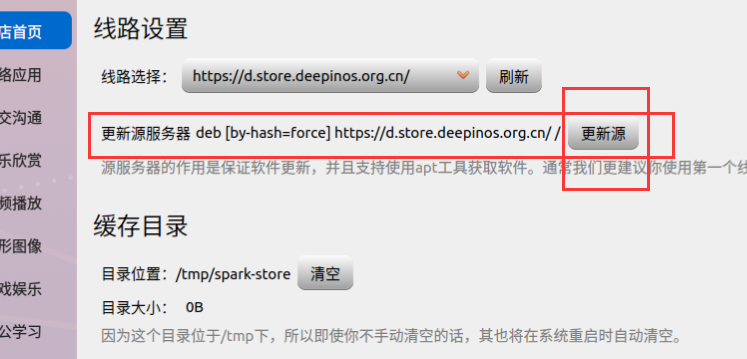 店首页
络应用
交沟通
乐欣赏
频播放
形图像
戏娱乐
公学习
线路设置
线路选择： https://d.store.deepinos.org.cn/ 刷新
更新源服务器 deb [by-hash=force] https://d.store.deepinos.org.cn/ / 更新源
源服务器的作用是保证软件更新，并且支持使用apt工具获取软件。通常我们更建议你使用第一个线
缓存目录
目录位置：/tmp/spark-store 清空
目录大小： 0B
因为这个目录位于/tmp下，所以即使你不手动清空的话，其也将在系统重启时自动清空。